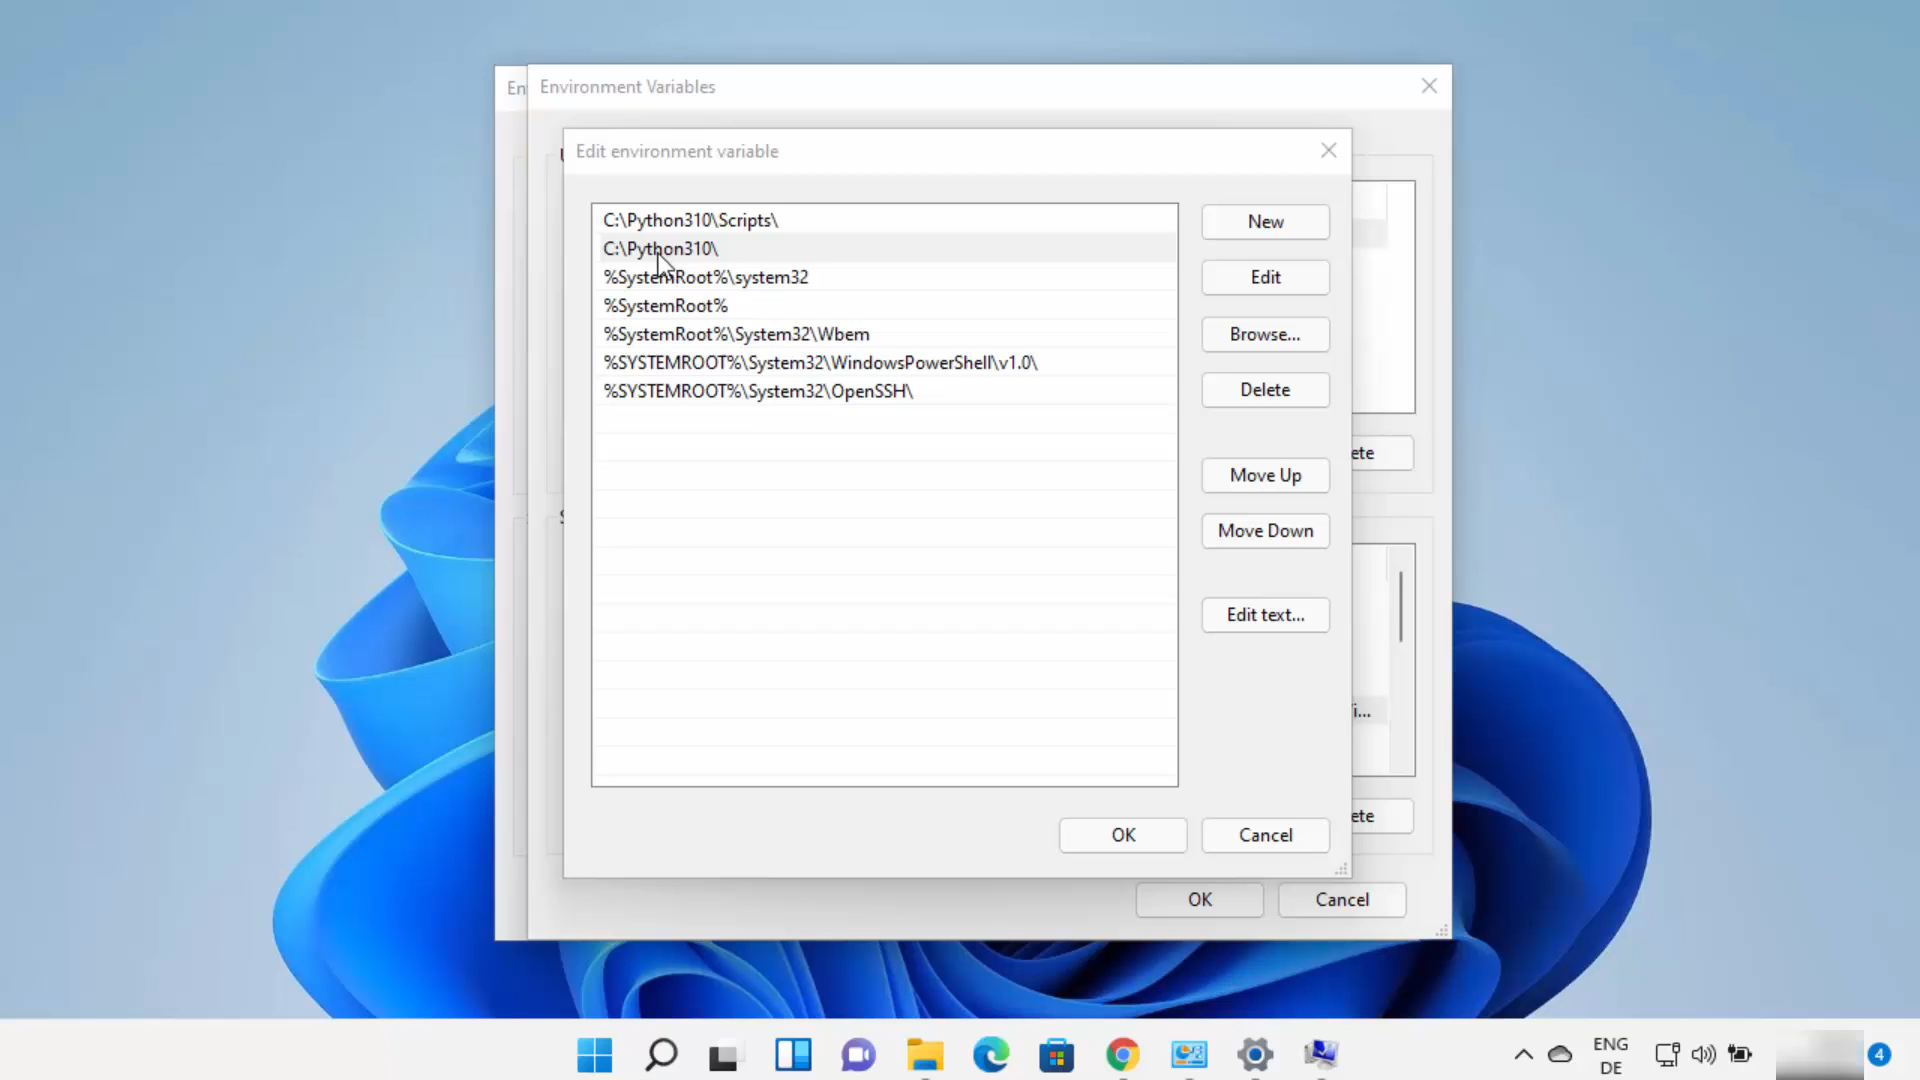 En
Environment Variables
Edit environment variable
C:\Python310\Scripts\
C:\Python310\
%SystemRoot%\system32
%SystemRoot%
%SystemRoot%\System32\Wbem
%SYSTEMROOT%\System32\WindowsPowerShell\v1.0\
%SYSTEMROOT%\System32\OpenSSH\
New
Edit
Browse...
Delete
Move Up
Move Down
Edit text...
OK
Cancel
ete
i...
ete
OK
Cancel
ENG
DE
4